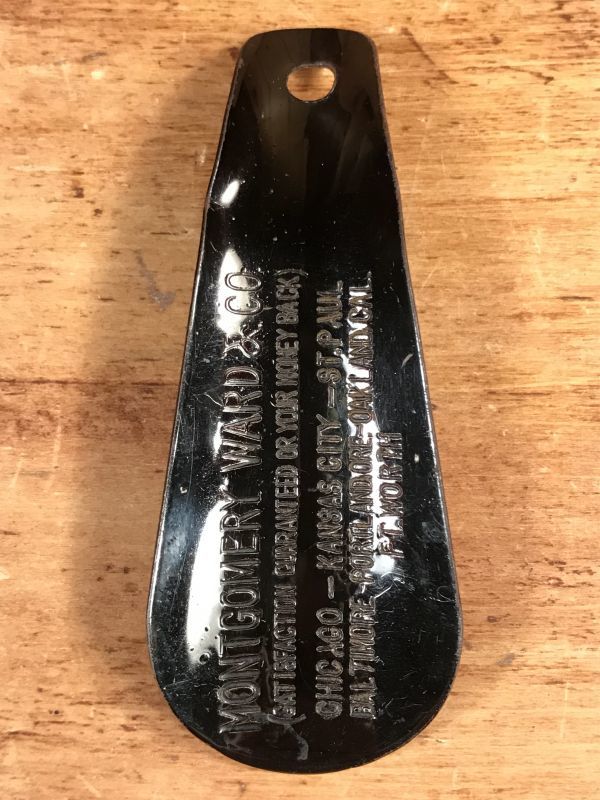 MONTGOMERY WARD & CO
(SATISFACTION GUARANTEED OR YOUR MONEY BACK)
CHICAGO - KANSAS CITY - ST. PAUL
BALTIMORE-PORTLAND ORE-OAKLAND CAL.
FT. WORTH